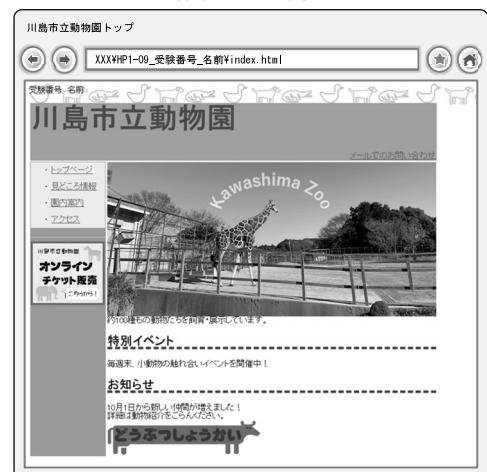 川島市立動物園トップ
XXX¥HP1-09_受験番号_名前¥index.html
受験番号 名前
川島市立動物園
メールでのお問い合わせ
・トップページ
・見どころ情報
・園内案内
・アクセス
Kawashima Zoo
川島市立動物園
オンライン
チケット販売
こちらから!
約100種もの動物たちを飼育・展示しています。
特別イベント
毎週末、小動物の触れ合いイベントを開催中!
お知らせ
10月1日から新しい仲間が増えました!
詳細は動物紹介をごらんください。
どうぶつしょうかい